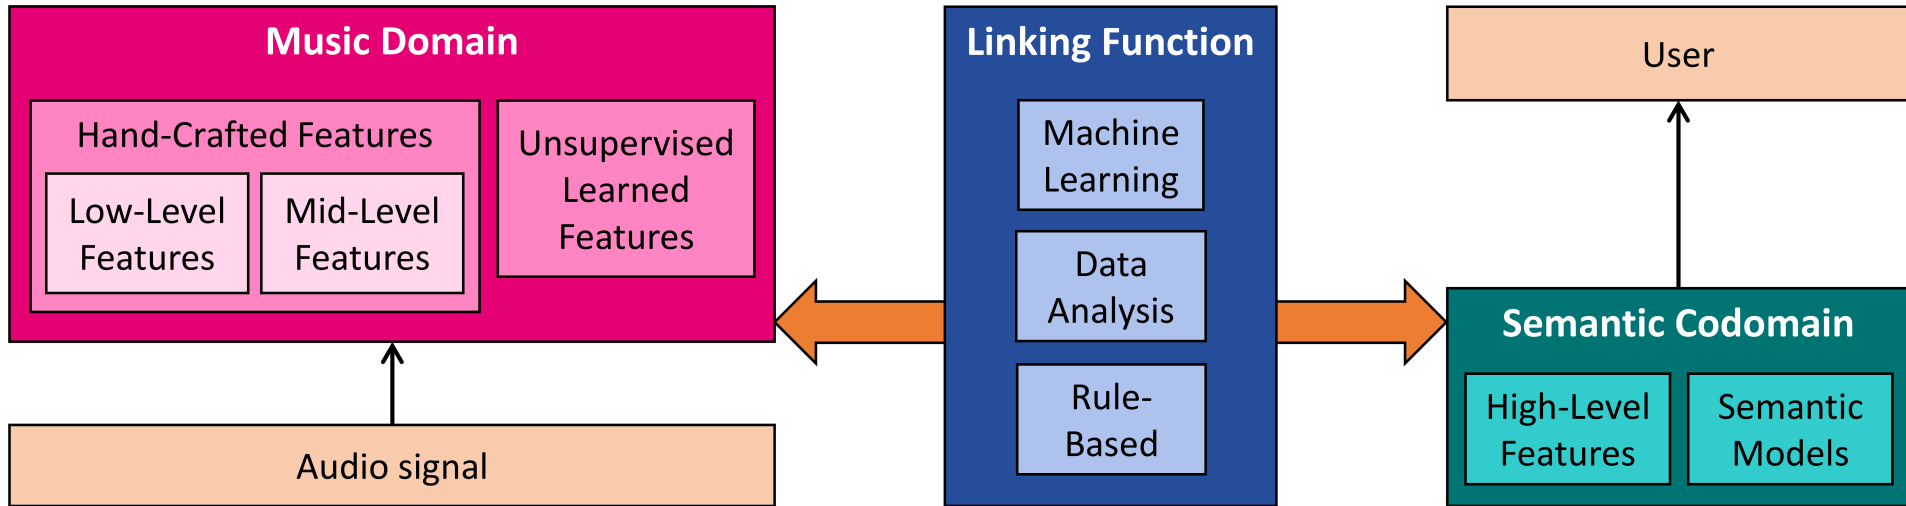 Music Domain
Hand-Crafted Features
Low-Level
Features
Mid-Level
Features
Unsupervised
Learned
Features
Audio signal
Linking Function
Machine
Learning
Data
Analysis
Rule-
Based
User
Semantic Codomain
High-Level
Features
Semantic
Models